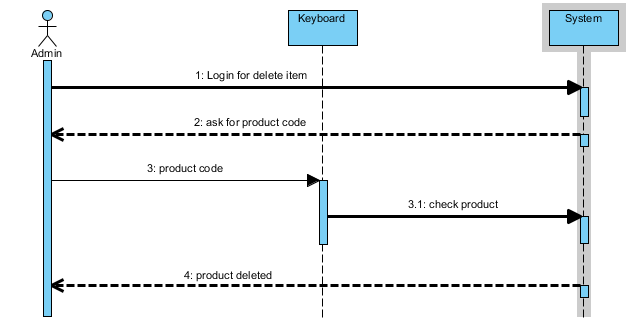 Keyboard
System
Admin
1: Login for delete item
2: ask for product code
3: product code
3.1: check product
4: product deleted